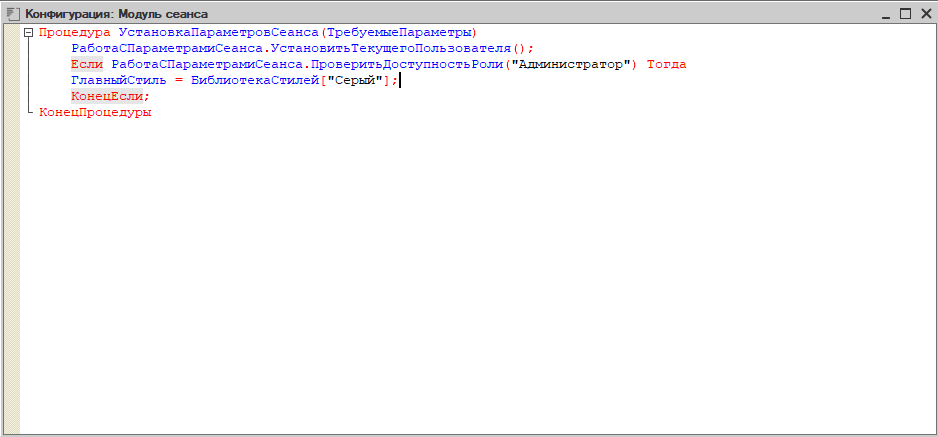 Конфигурация: Модуль сеанса
Процедура УстановкаПараметровСеанса(ТребуемыеПараметры)
РаботаСПараметрамиСеанса.УстановитьТекущегоПользователя();
Если РаботаСПараметрамиСеанса.ПроверитьДоступностьРоли("Администратор") Тогда
ГлавныйСтиль = БиблиотекаСтилей["Серый"];
КонецЕсли;
КонецПроцедуры